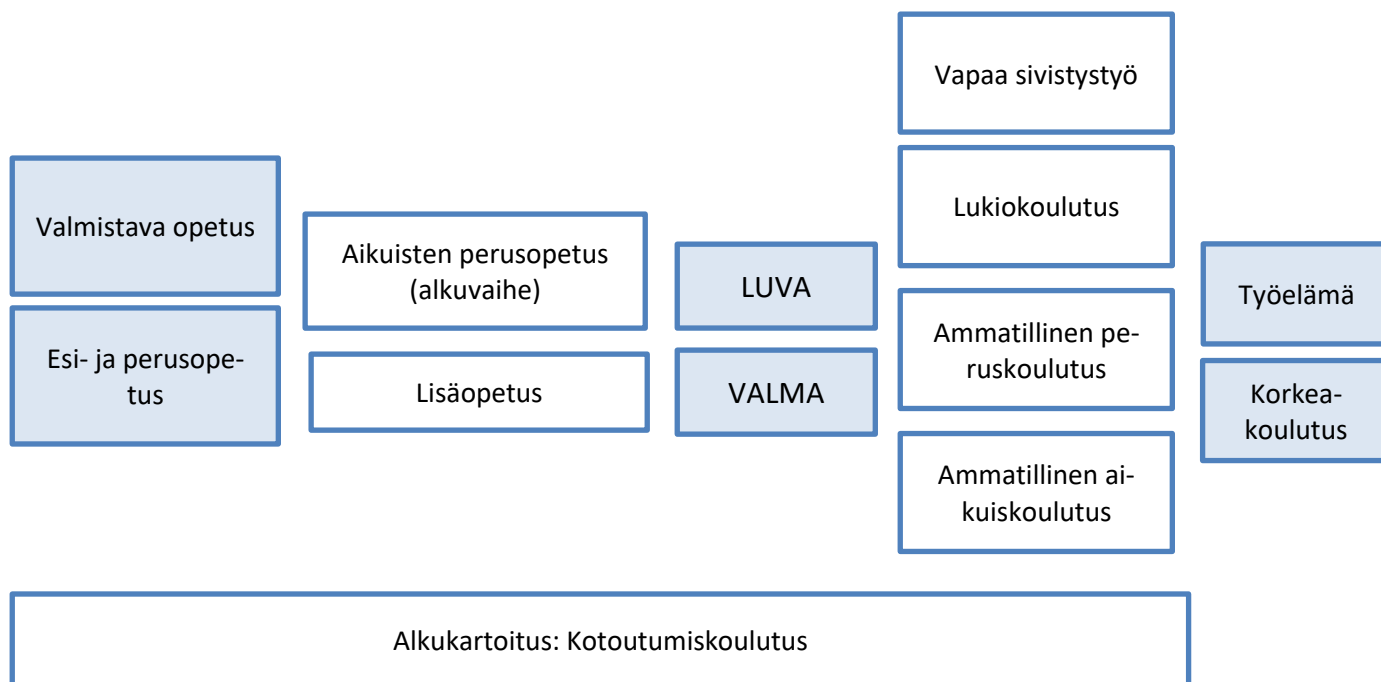 Valmistava opetus
Esi- ja perusope-
tus
Aikuisten perusopetus
(alkuvaihe)
Lisäopetus
LUVA
VALMA
Vapaa sivistystyö
Lukiokoulutus
Ammatillinen pe-
ruskoulutus
Ammatillinen ai-
kuiskoulutus
Työelämä
Korkea-
koulutus
Alkukartoitus: Kotoutumiskoulutus